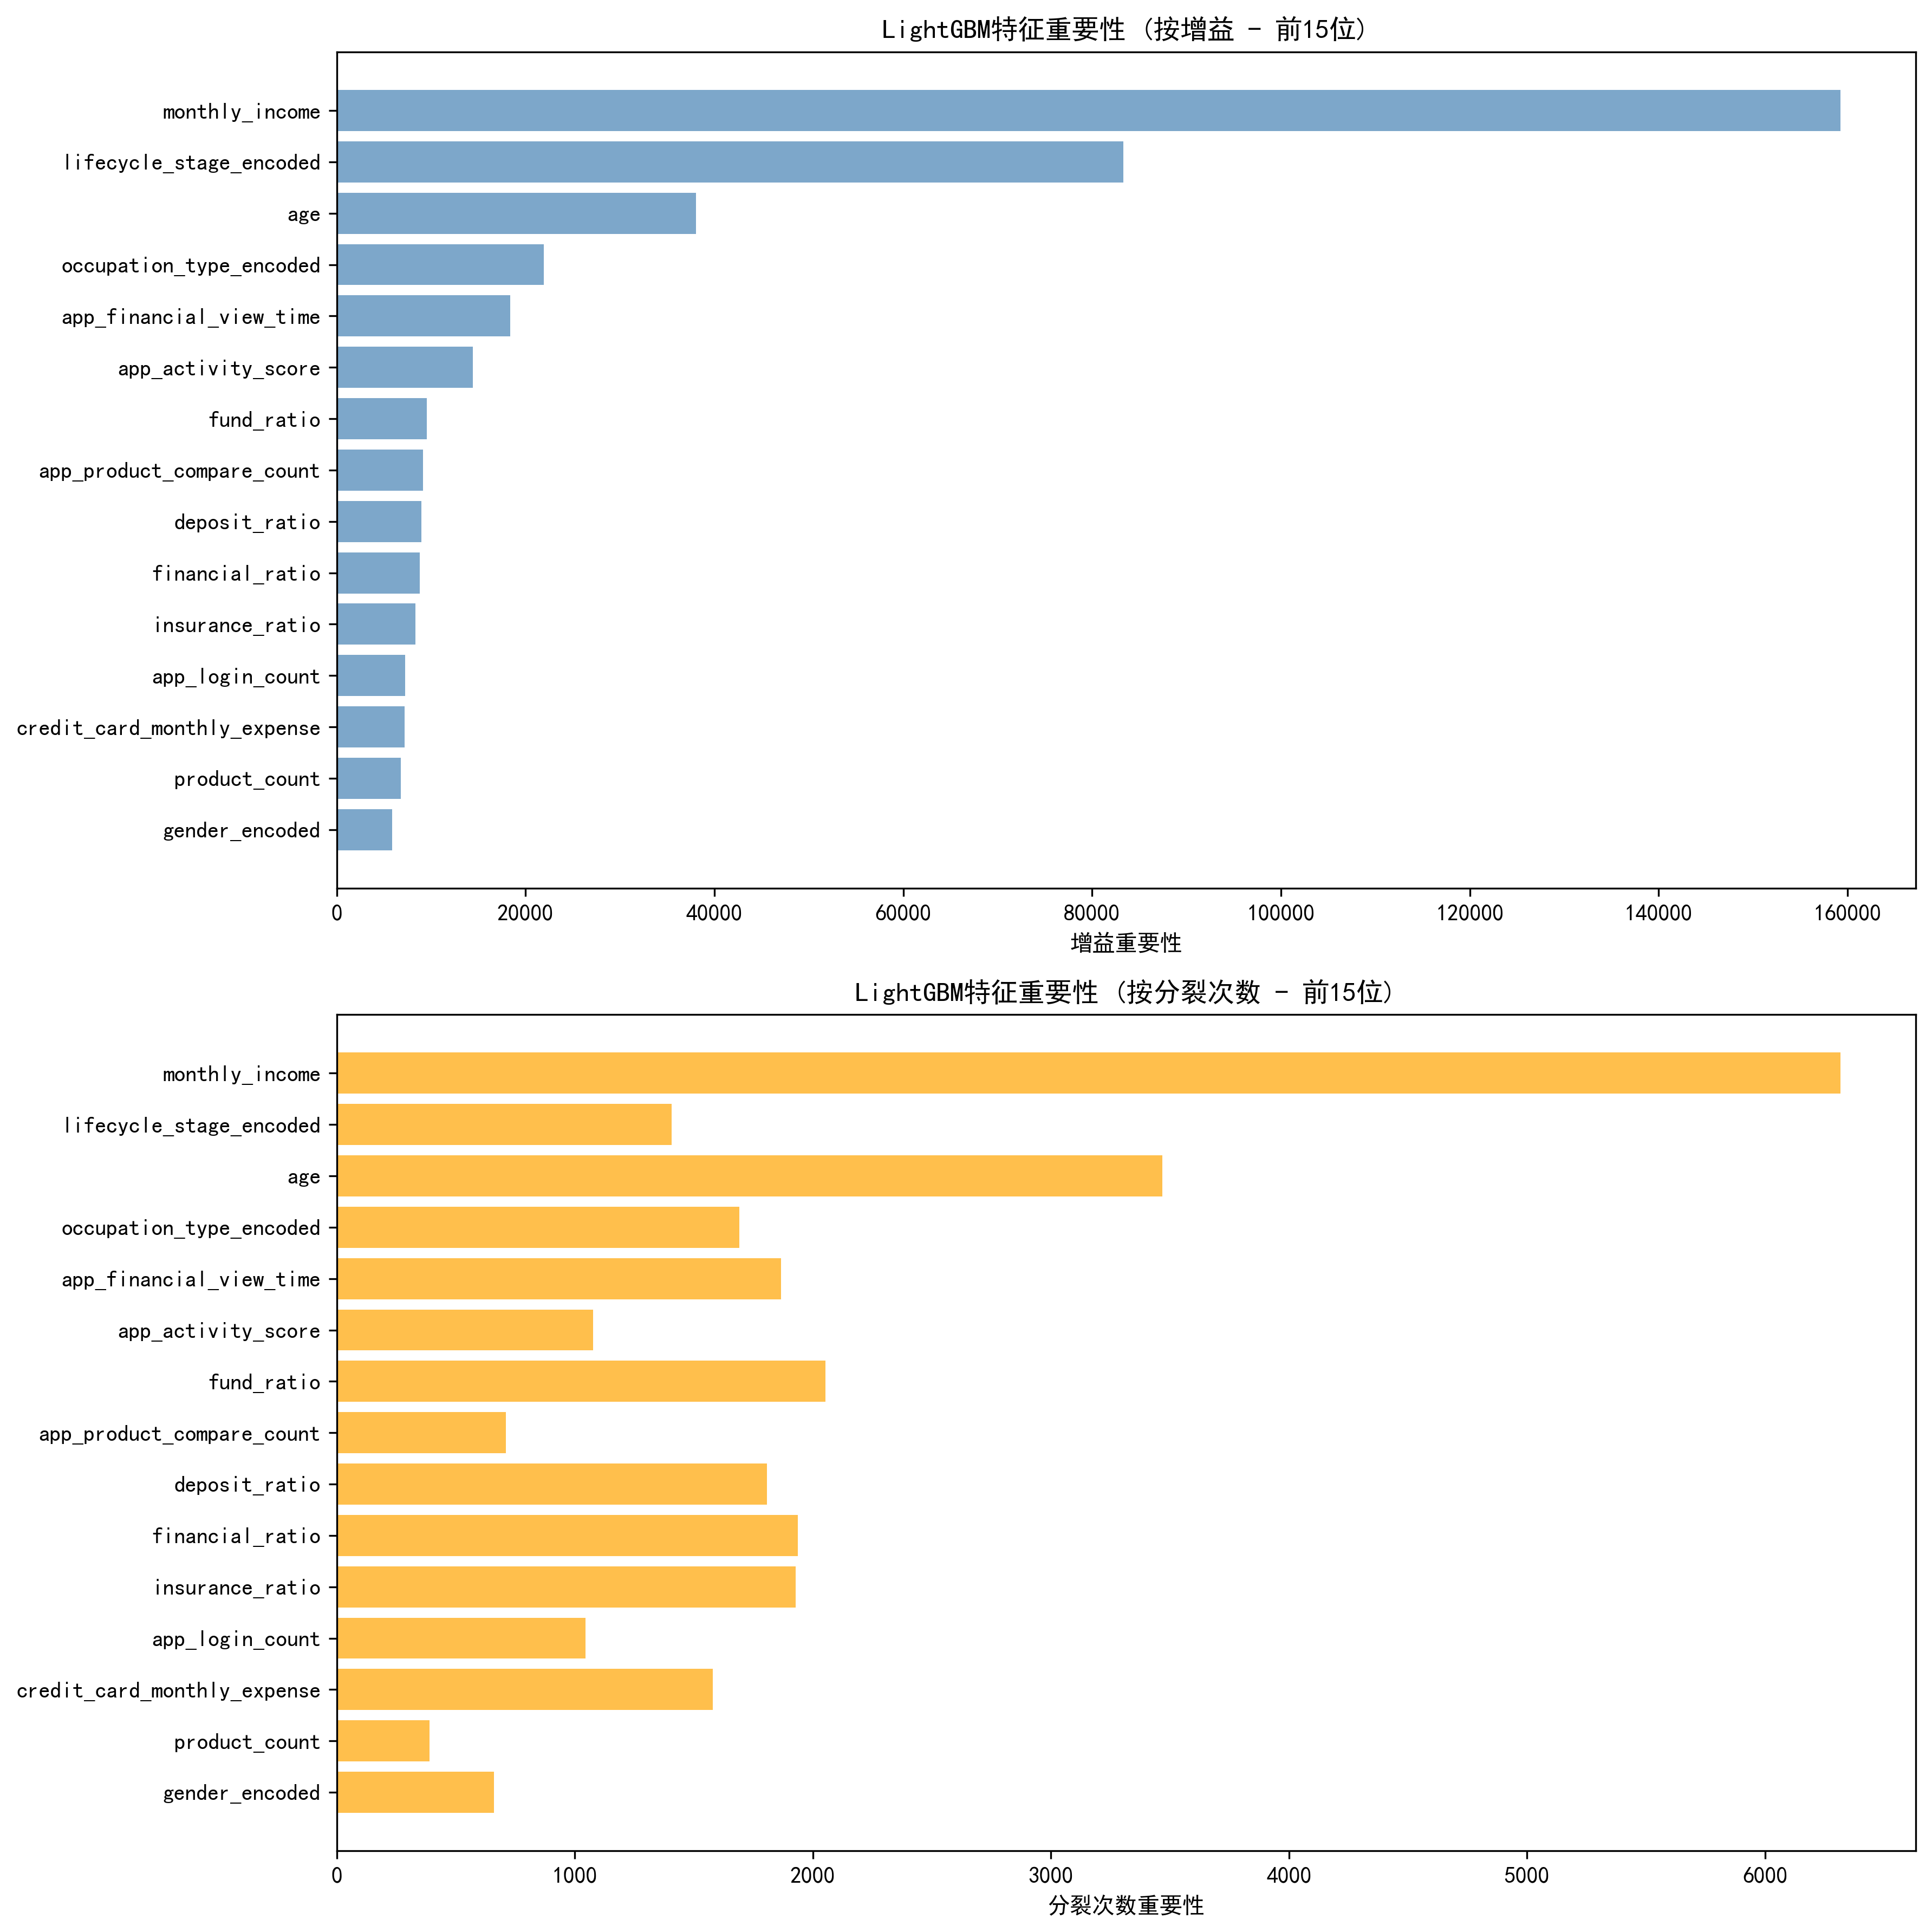 LightGBM特征重要性 (按增益 - 前15位)
monthly_income
lifecycle_stage_encoded
age
occupation_type_encoded
app_financial_view_time
app_activity_score
fund_ratio
app_product_compare_count
deposit_ratio
financial_ratio
insurance_ratio
app_login_count
credit_card_monthly_expense
product_count
gender_encoded
0 20000 40000 60000 80000 100000 120000 140000 160000
增益重要性
LightGBM特征重要性 (按分裂次数 - 前15位)
monthly_income
lifecycle_stage_encoded
age
occupation_type_encoded
app_financial_view_time
app_activity_score
fund_ratio
app_product_compare_count
deposit_ratio
financial_ratio
insurance_ratio
app_login_count
credit_card_monthly_expense
product_count
gender_encoded
0 1000 2000 3000 4000 5000 6000
分裂次数重要性